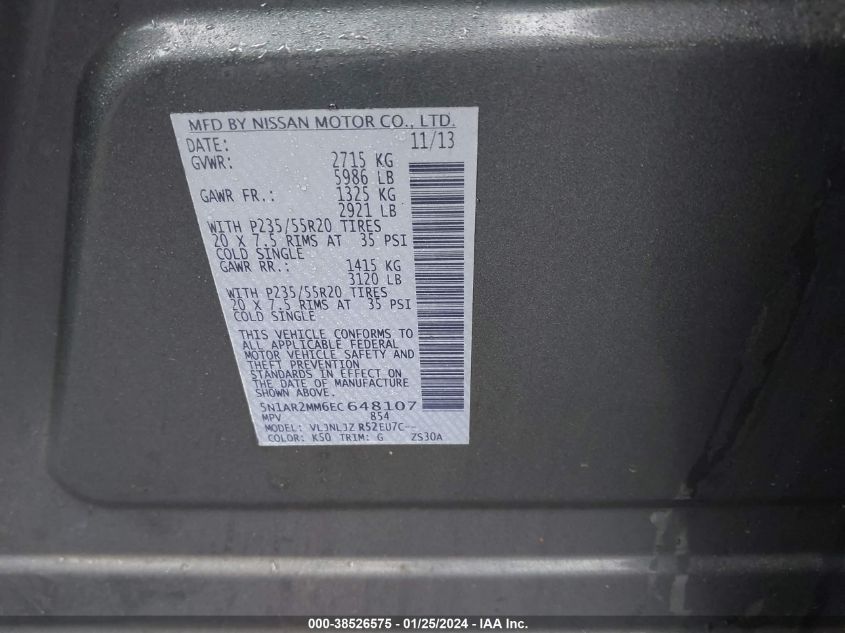 MFD BY NISSAN MOTOR CO., LTD.
DATE: 11/13
GVWR: 2715 KG
5986 LB
GAWR FR.: 1325 KG
2921 LB
WITH P235/55R20 TIRES
20 X 7.5 RIMS AT 35 PSI
COLD SINGLE
GAWR RR.: 1415 KG
3120 LB
WITH P235/55R20 TIRES
20 X 7.5 RIMS AT 35 PSI
COLD SINGLE
THIS VEHICLE CONFORMS TO
ALL APPLICABLE FEDERAL
MOTOR VEHICLE SAFETY AND
THEFT PREVENTION
STANDARDS IN EFFECT ON
THE DATE OF MANUFACTURE
SHOWN ABOVE.
5N1AR2MM6EC648107
MPV 854
MODEL: VLJNLJZ R52EU7C--
COLOR: K50 TRIM: G ZS30A
000-38526575 — 01/25/2024 — IAA Inc.